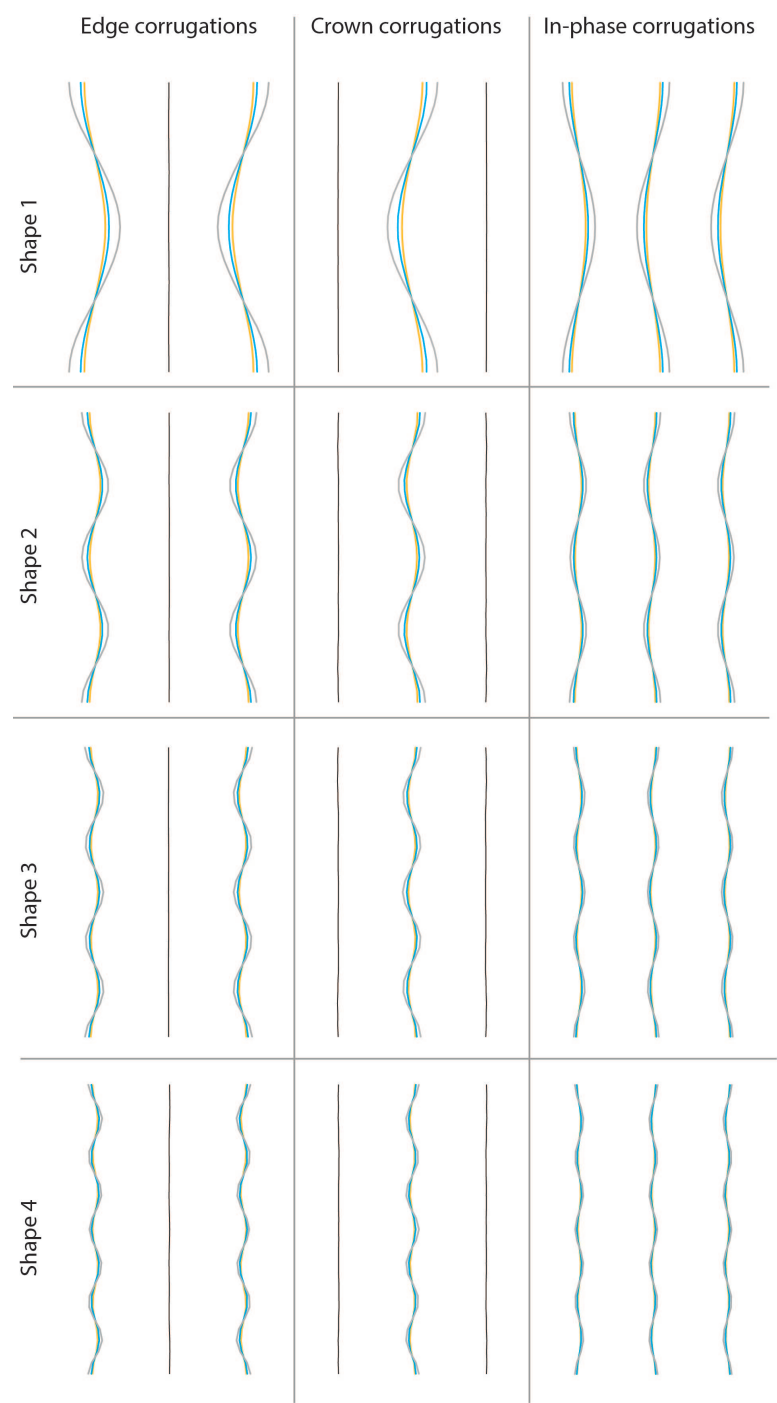 Edge corrugations
Crown corrugations
In-phase corrugations
Shape 1
Shape 2
Shape 3
Shape 4